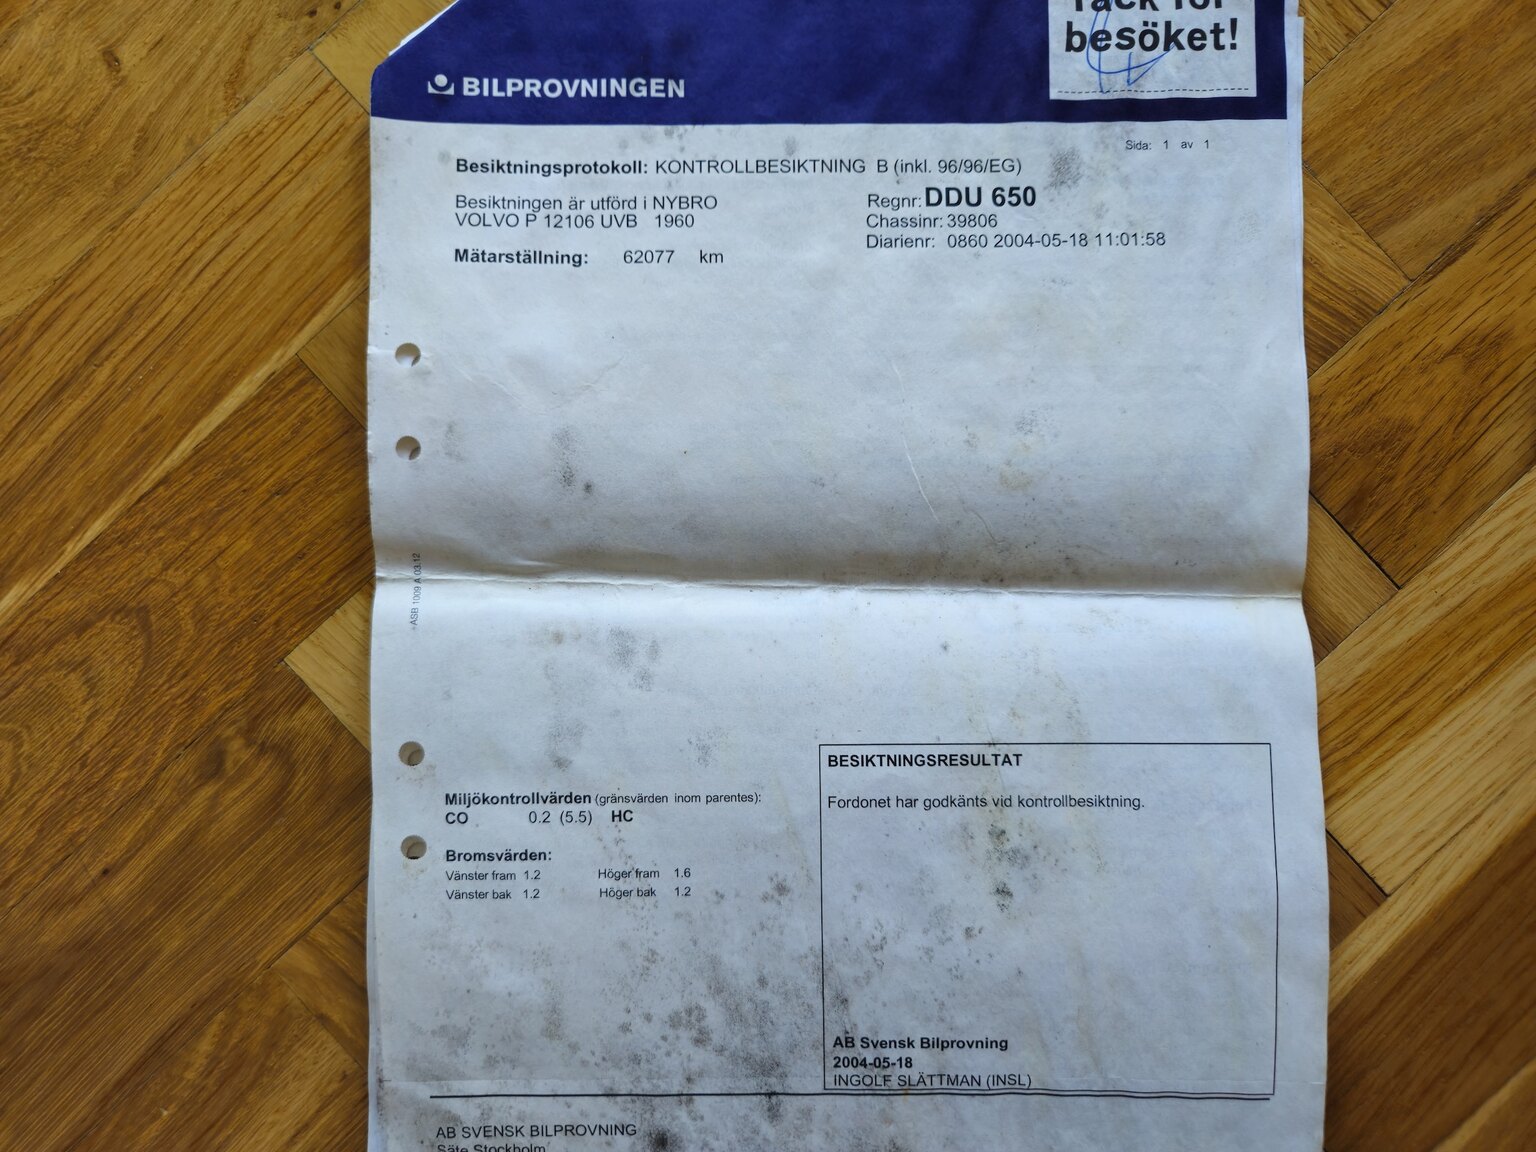 Tack för
besöket!
BILPROVNINGEN
Sida: 1 av 1
Besiktningsprotokoll: KONTROLLBESIKTNING B (inkl. 96/96/EG)
Besiktningen är utförd i NYBRO
VOLVO P 12106 UVB 1960
Mätarställning: 62077 km
Regnr: DDU 650
Chassinr: 39806
Diarienr: 0860 2004-05-18 11:01:58
ASB 1009 A 03.12
Miljökontrollvärden (gränsvärden inom parentes):
CO 0.2 (5.5) HC
Bromsvärden:
Vänster fram 1.2 Höger fram 1.6
Vänster bak 1.2 Höger bak 1.2
BESIKTNINGSRESULTAT
Fordonet har godkänts vid kontrollbesiktning.
AB Svensk Bilprovning
2004-05-18
INGOLF SLÄTTMAN (INSL)
AB SVENSK BILPROVNING
Säte Stockholm